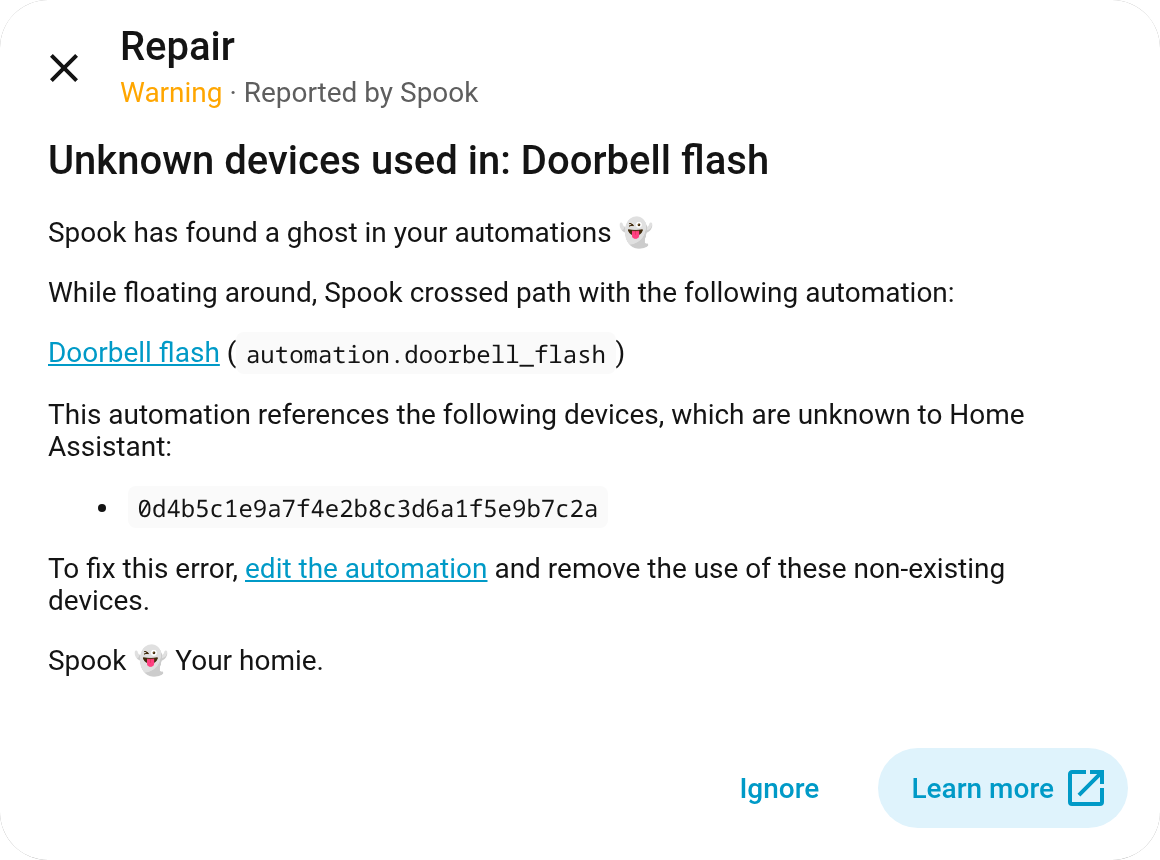 Repair
Warning · Reported by Spook
Unknown devices used in: Doorbell flash
Spook has found a ghost in your automations 👻
While floating around, Spook crossed path with the following automation:
Doorbell flash ( automation.doorbell_flash )
This automation references the following devices, which are unknown to Home
Assistant:
• 0d4b5c1e9a7f4e2b8c3d6a1f5e9b7c2a
To fix this error, edit the automation and remove the use of these non-existing
devices.
Spook 👻 Your homie.
Ignore
Learn more